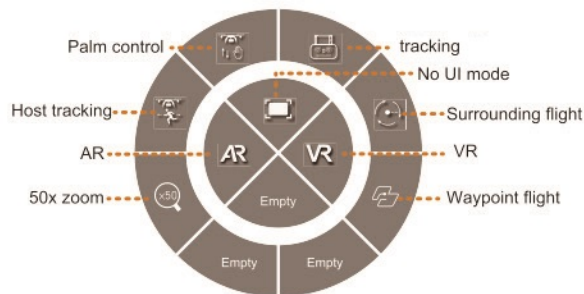 Palm control
tracking
No UI mode
Host tracking
Surrounding flight
AR
AR
VR
VR
50x zoom
x50
Waypoint flight
Empty
Empty
Empty